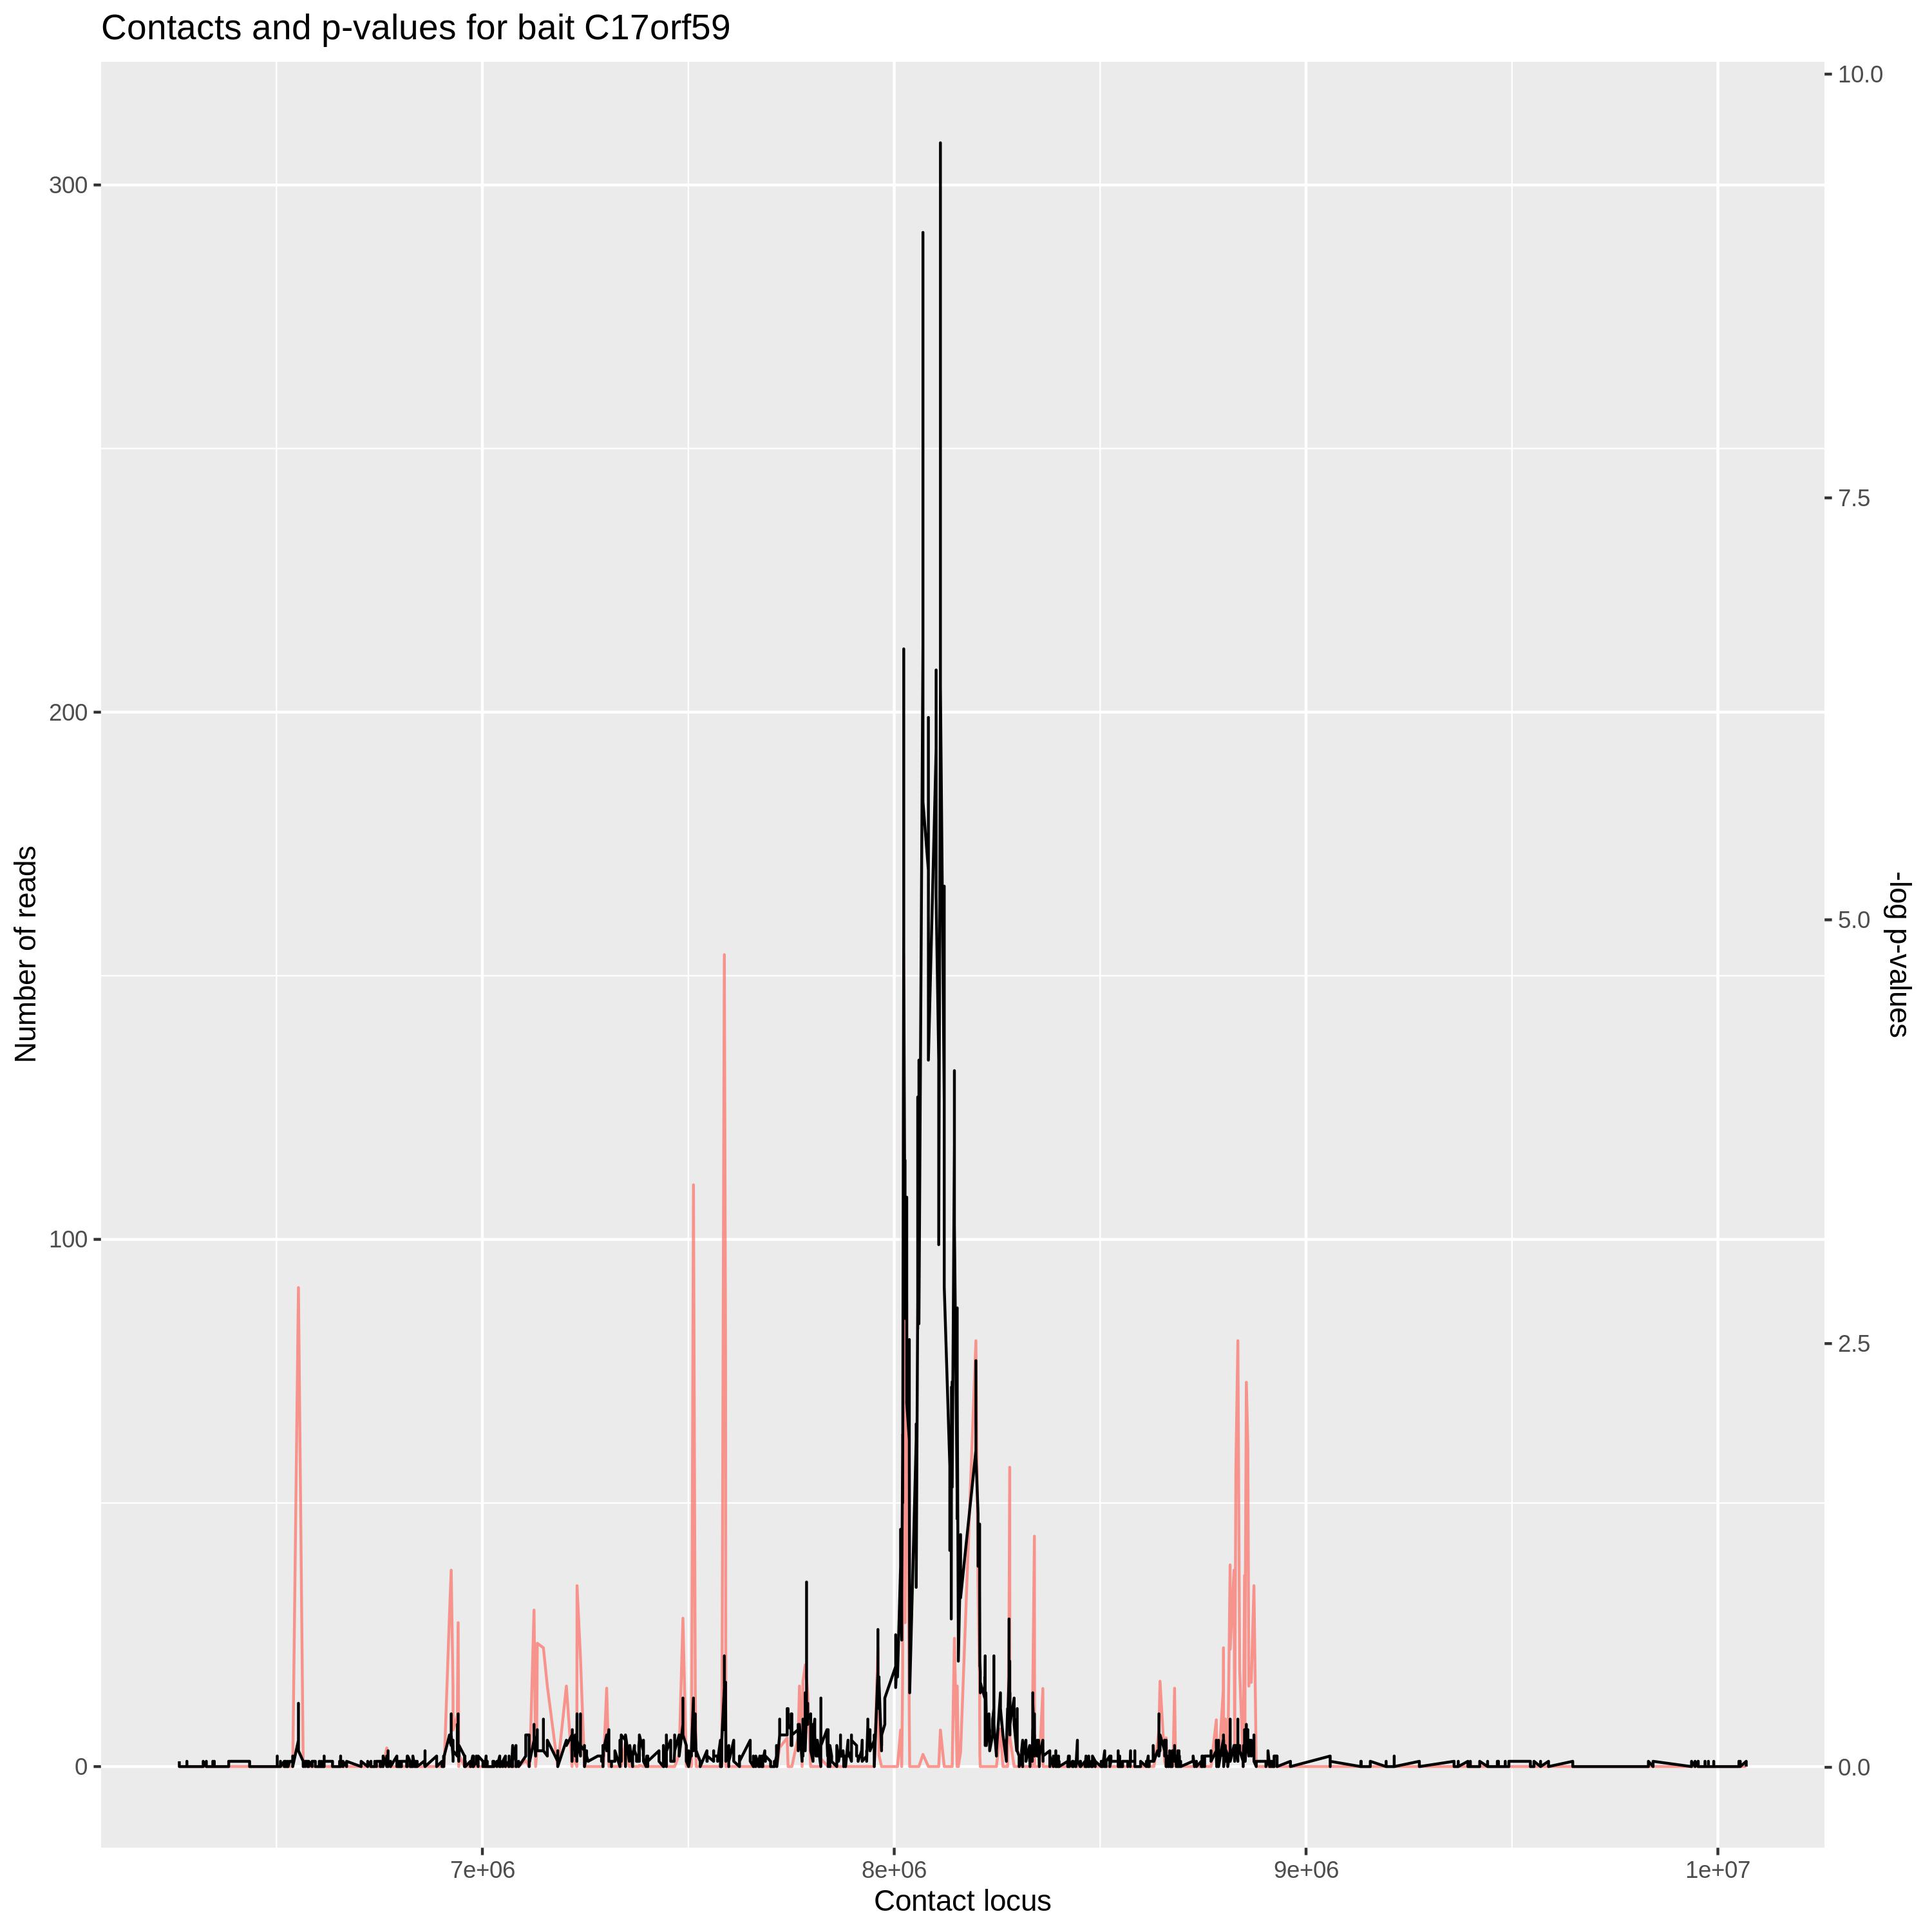 Contacts and p-values for bait C17orf59
Number of reads
300
200
100
0
10.0
7.5
5.0
2.5
0.0
-log p-values
7e+06
8e+06
9e+06
1e+07
Contact locus